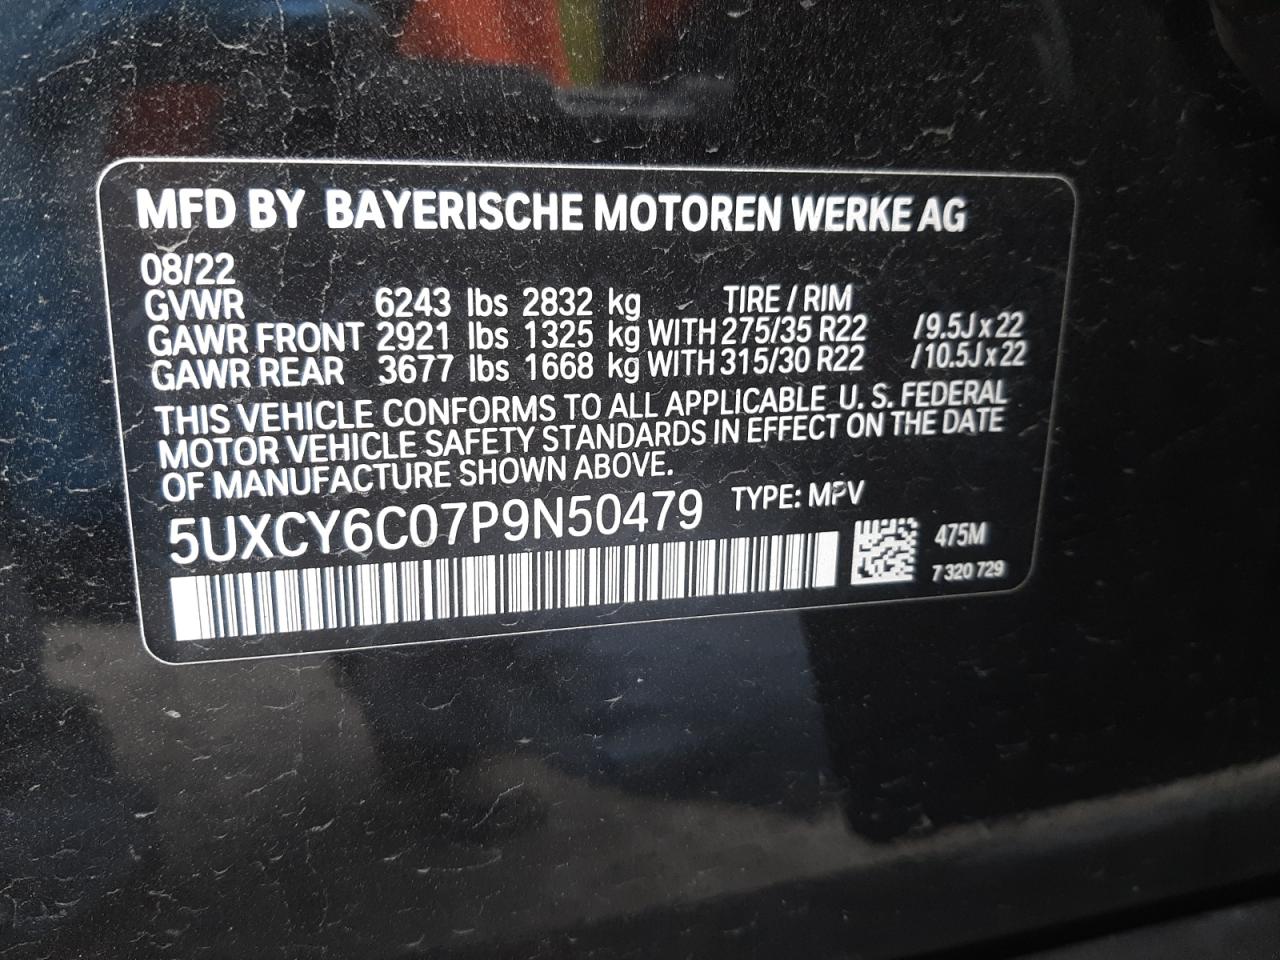 MFD BY BAYERISCHE MOTOREN WERKE AG
08/22
GVWR 6243 lbs 2832 kg TIRE / RIM
GAWR FRONT 2921 lbs 1325 kg WITH 275/35 R22 /9.5J x 22
GAWR REAR 3677 lbs 1668 kg WITH 315/30 R22 /10.5J x 22
THIS VEHICLE CONFORMS TO ALL APPLICABLE U. S. FEDERAL
MOTOR VEHICLE SAFETY STANDARDS IN EFFECT ON THE DATE
OF MANUFACTURE SHOWN ABOVE.
5UXCY6C07P9N50479 TYPE: MPV
475M
7 320 729